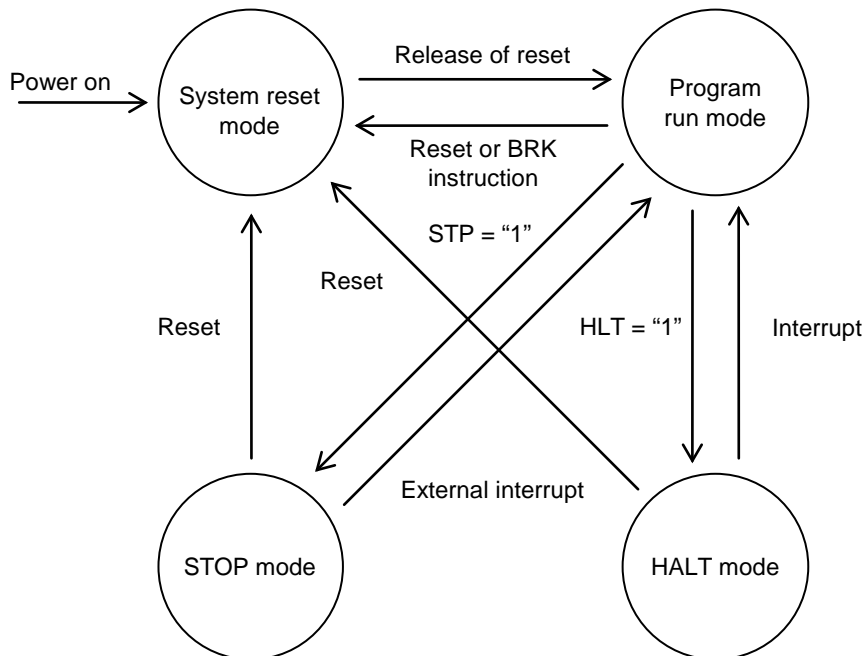 Release of reset
Power on
System reset
mode
Program
run mode
Reset or BRK
instruction
STP = “1”
Reset
Reset
HLT = “1”
Interrupt
External interrupt
STOP mode
HALT mode